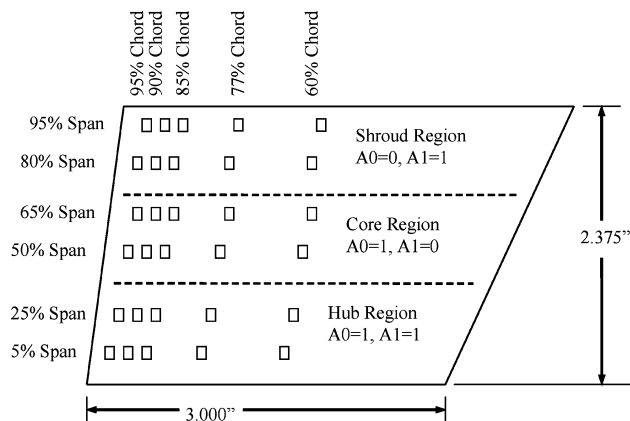 95% Chord
90% Chord
85% Chord
77% Chord
60% Chord
95% Span
80% Span
65% Span
50% Span
25% Span
5% Span
Shroud Region
A0=0, A1=1
Core Region
A0=1, A1=0
Hub Region
A0=1, A1=1
2.375”
3.000”